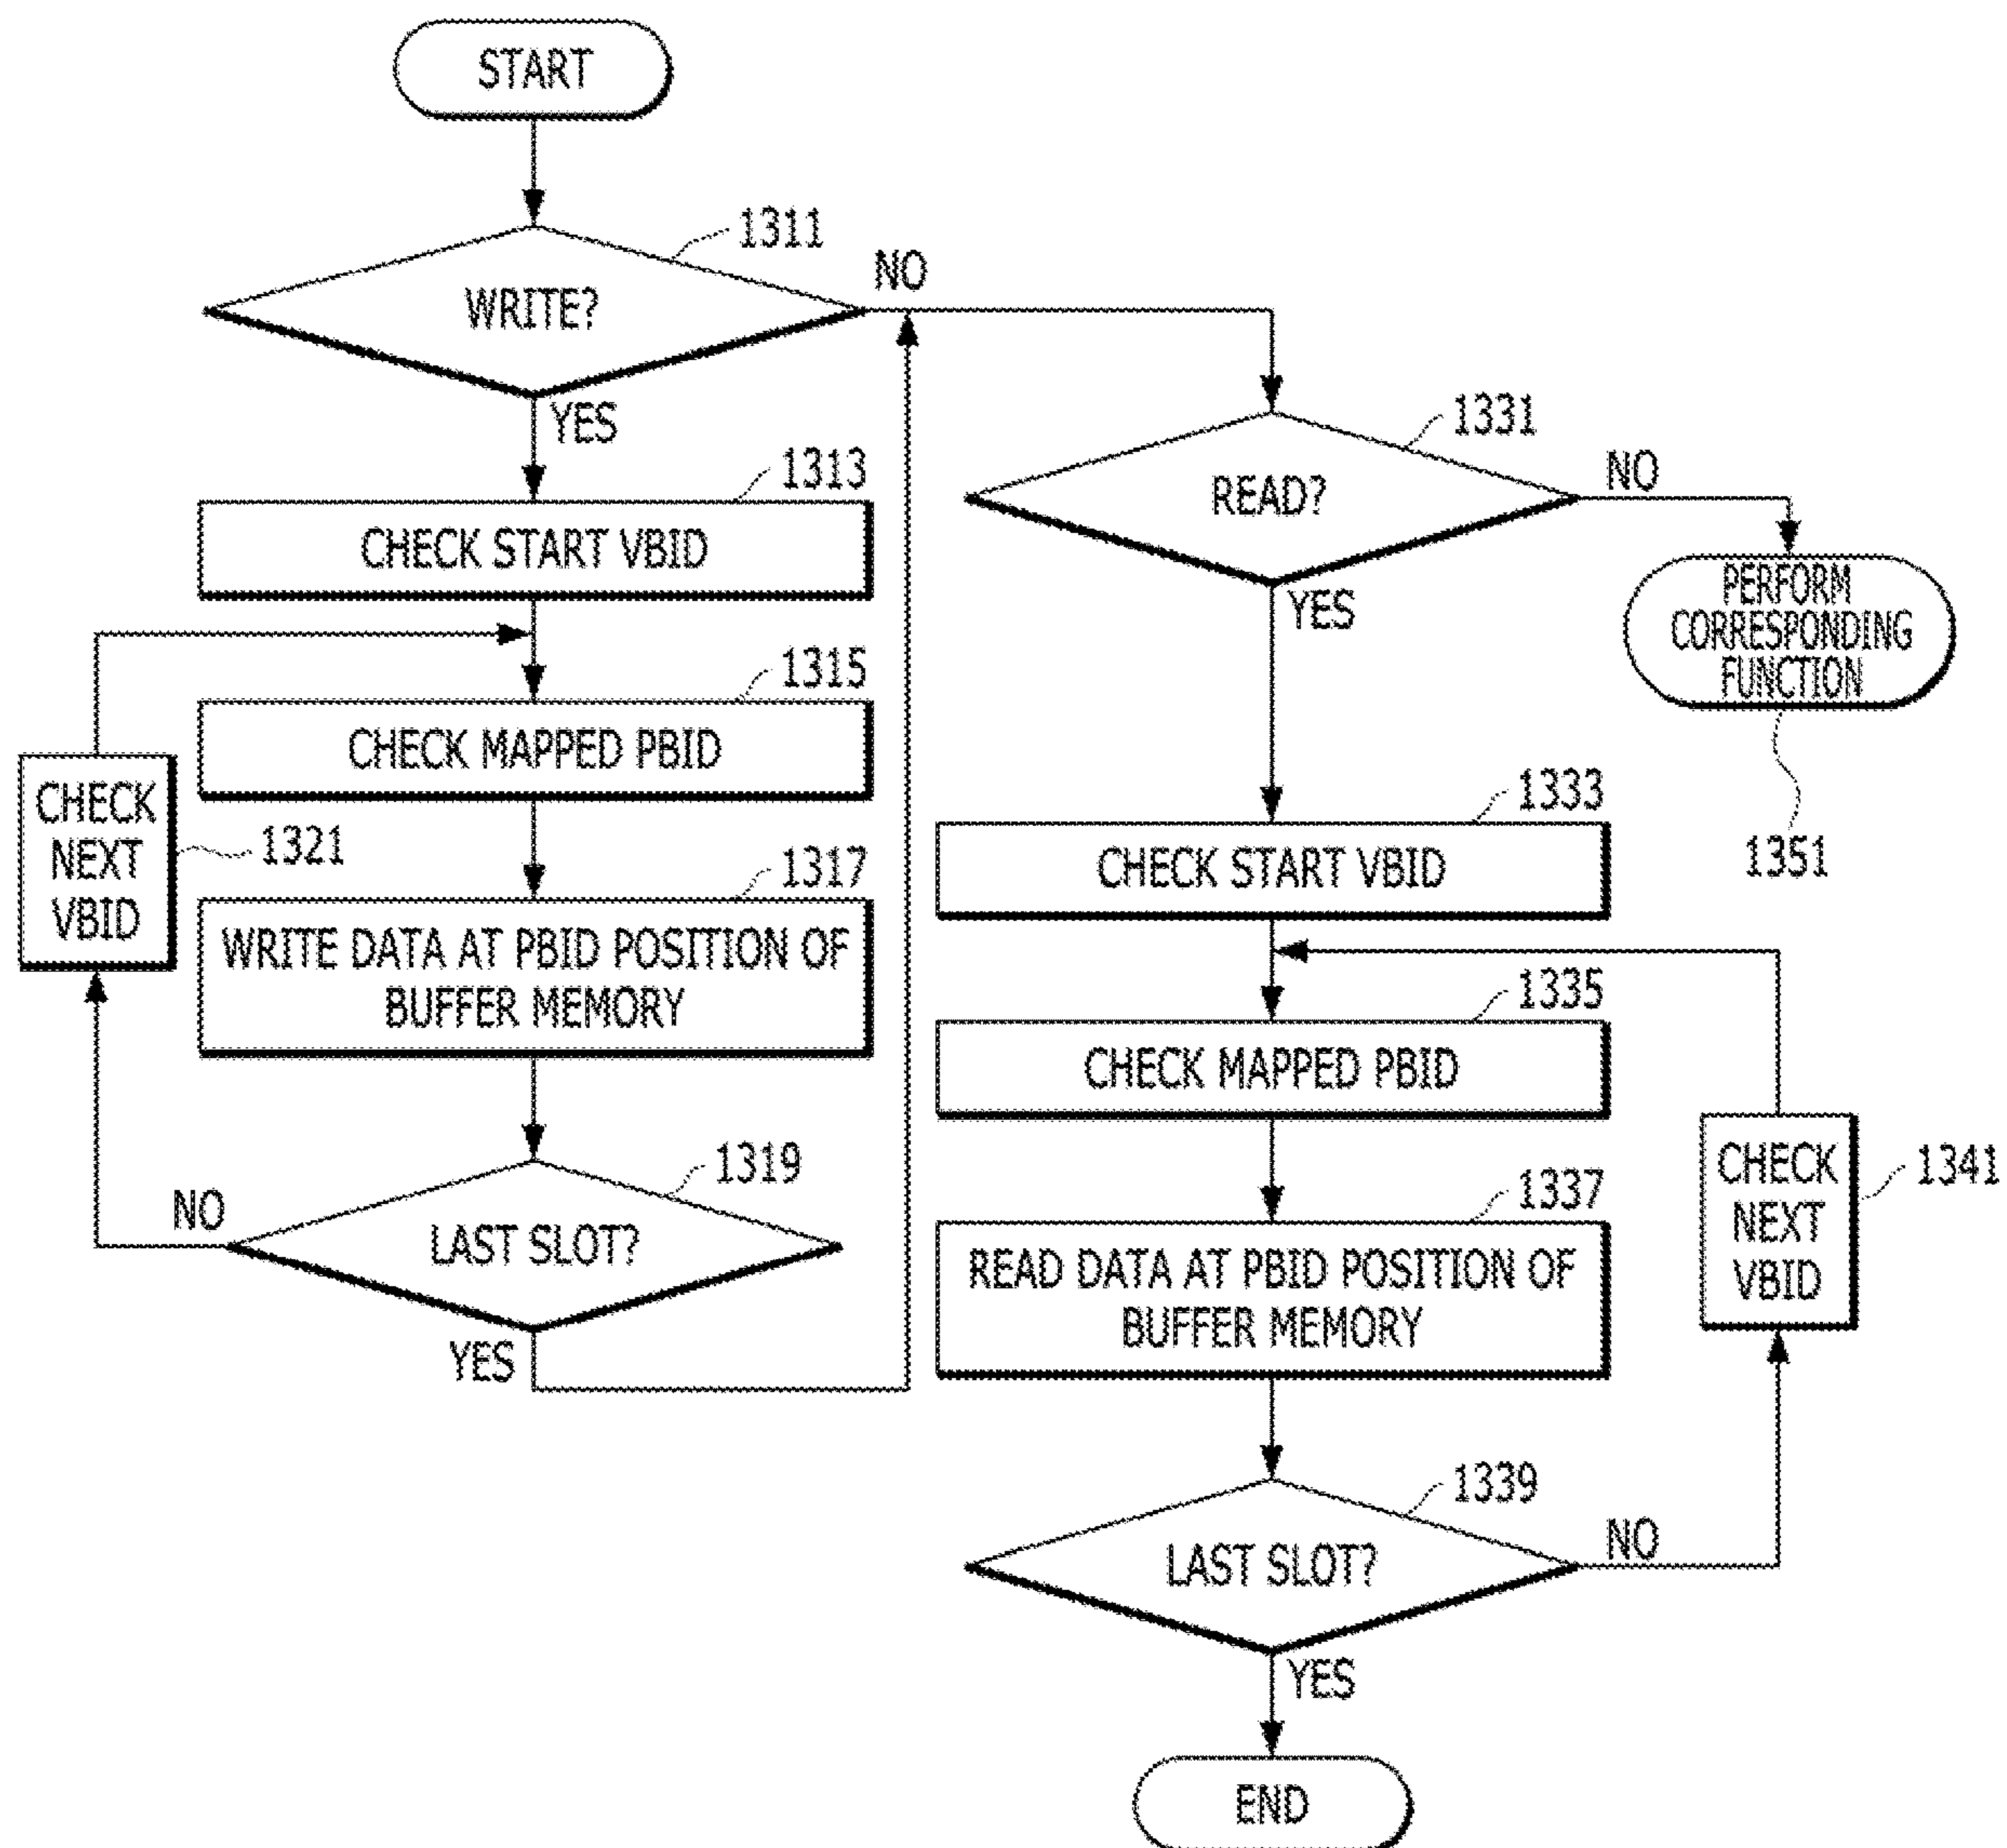 START
1311
WRITE?
NO
YES
1313
CHECK START VBID
1315
CHECK MAPPED PBID
CHECK
NEXT
VBID
1321
1317
WRITE DATA AT PBID POSITION OF
BUFFER MEMORY
1319
NO
LAST SLOT?
YES
1331
READ?
NO
YES
PERFORM
CORRESPONDING
FUNCTION
1351
1333
CHECK START VBID
1335
CHECK MAPPED PBID
CHECK
NEXT
VBID
1341
1337
READ DATA AT PBID POSITION OF
BUFFER MEMORY
1339
LAST SLOT?
NO
YES
END